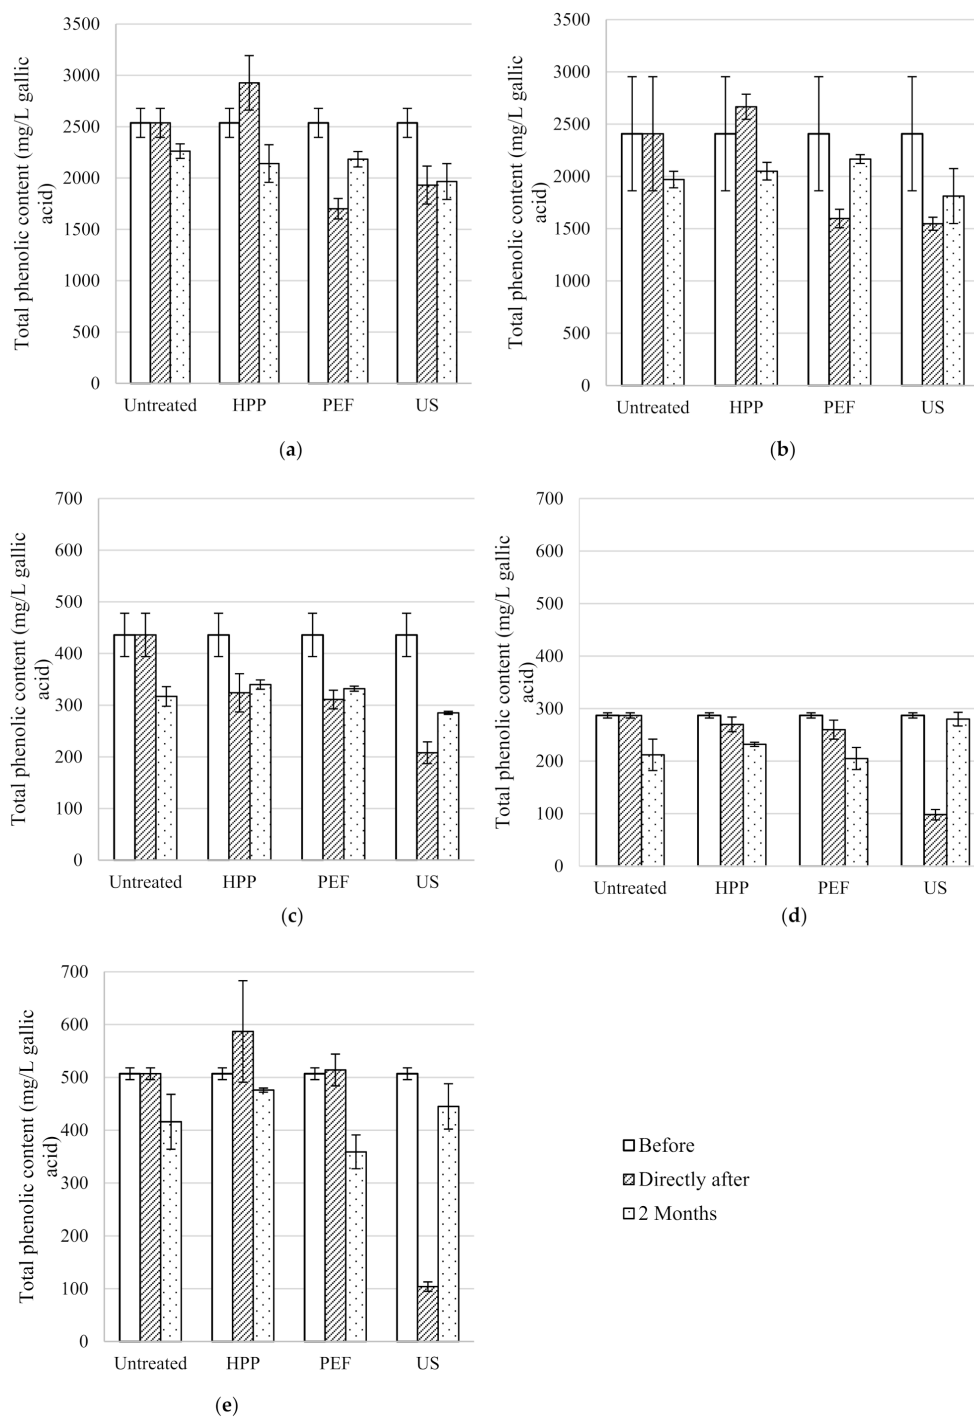 Total phenolic content (mg/L gallic
acid)
3500
3000
2500
2000
1500
1000
500
0
Untreated HPP PEF US
(a)
Total phenolic content (mg/L gallic
acid)
3500
3000
2500
2000
1500
1000
500
0
Untreated HPP PEF US
(b)
Total phenolic content (mg/L gallic
acid)
700
600
500
400
300
200
100
0
Untreated HPP PEF US
(c)
Total phenolic content (mg/L gallic
acid)
700
600
500
400
300
200
100
0
Untreated HPP PEF US
(d)
Total phenolic content (mg/L gallic
acid)
700
600
500
400
300
200
100
0
Untreated HPP PEF US
(e)
Before
Directly after
2 Months